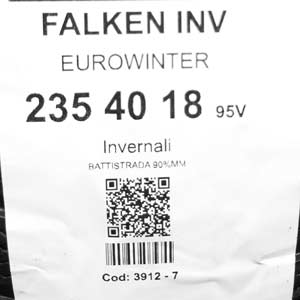 FALKEN INV
EUROWINTER
235 40 18 95V
Invernali
BATTISTRADA 90%MM
Cod: 3912 - 7